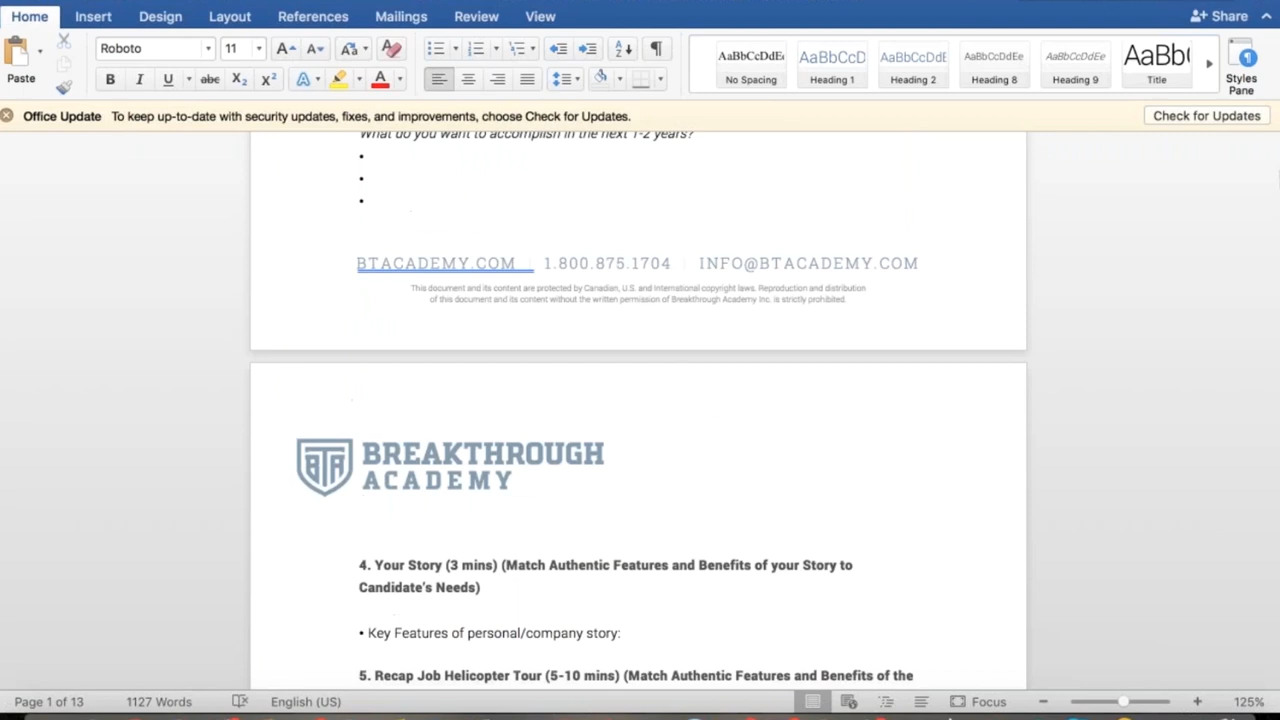 Home Insert Design Layout References Mailings Review View Share
Roboto 11
Paste
B I U abc X₂ X²
AaBbCcDdEe AaBbCcD AaBbCcDdE AaBbCcDdEe AaBbCcDdEe AaBb(
No Spacing Heading 1 Heading 2 Heading 8 Heading 9 Title
Styles
Pane
Office Update To keep up-to-date with security updates, fixes, and improvements, choose Check for Updates. Check for Updates
What do you want to accomplish in the next 1-2 years?
•
•
•
BTACADEMY.COM | 1.800.875.1704 | INFO@BTACADEMY.COM
This document and its content are protected by Canadian, U.S. and International copyright laws. Reproduction and distribution
of this document and its content without the written permission of Breakthrough Academy Inc. is strictly prohibited.
BTA BREAKTHROUGH
ACADEMY
4. Your Story (3 mins) (Match Authentic Features and Benefits of your Story to
Candidate's Needs)
• Key Features of personal/company story:
5. Recap Job Helicopter Tour (5-10 mins) (Match Authentic Features and Benefits of the
Page 1 of 13 1127 Words English (US) Focus 125%